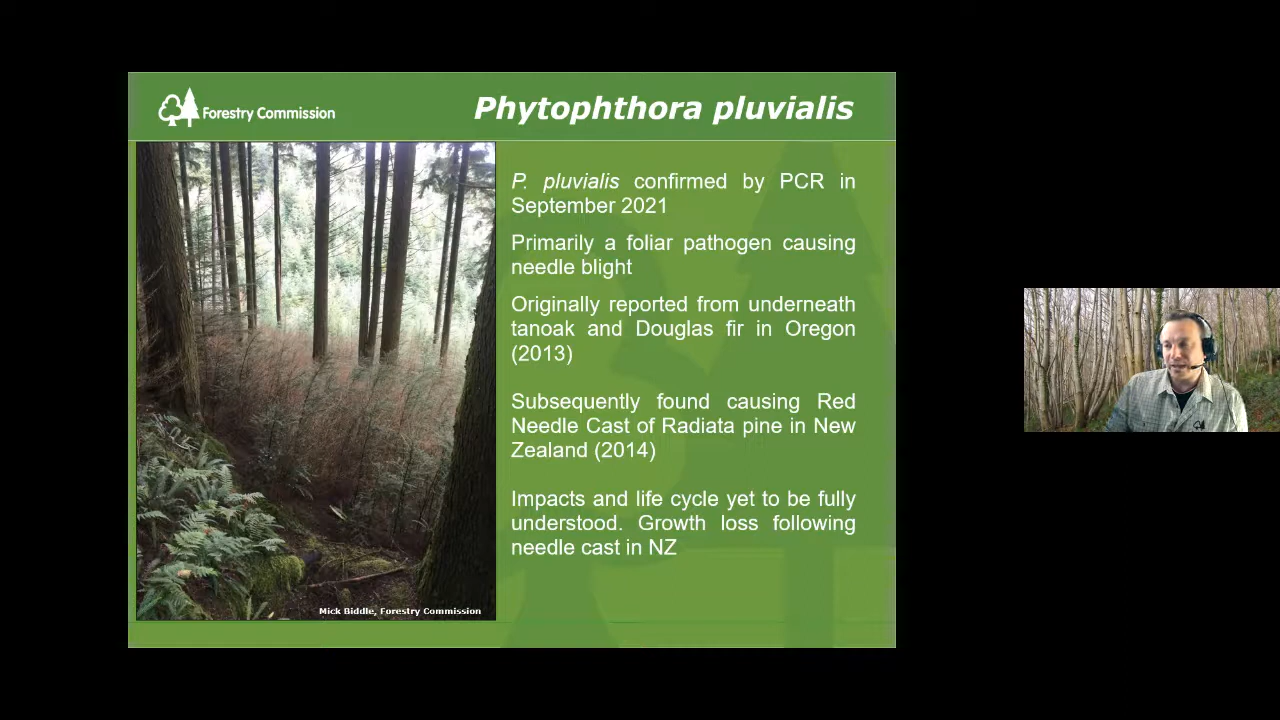 Forestry Commission
Phytophthora pluvialis
P. pluvialis confirmed by PCR in
September 2021
Primarily a foliar pathogen causing
needle blight
Originally reported from underneath
tanoak and Douglas fir in Oregon
(2013)
Subsequently found causing Red
Needle Cast of Radiata pine in New
Zealand (2014)
Impacts and life cycle yet to be fully
understood. Growth loss following
needle cast in NZ
Mick Biddle, Forestry Commission